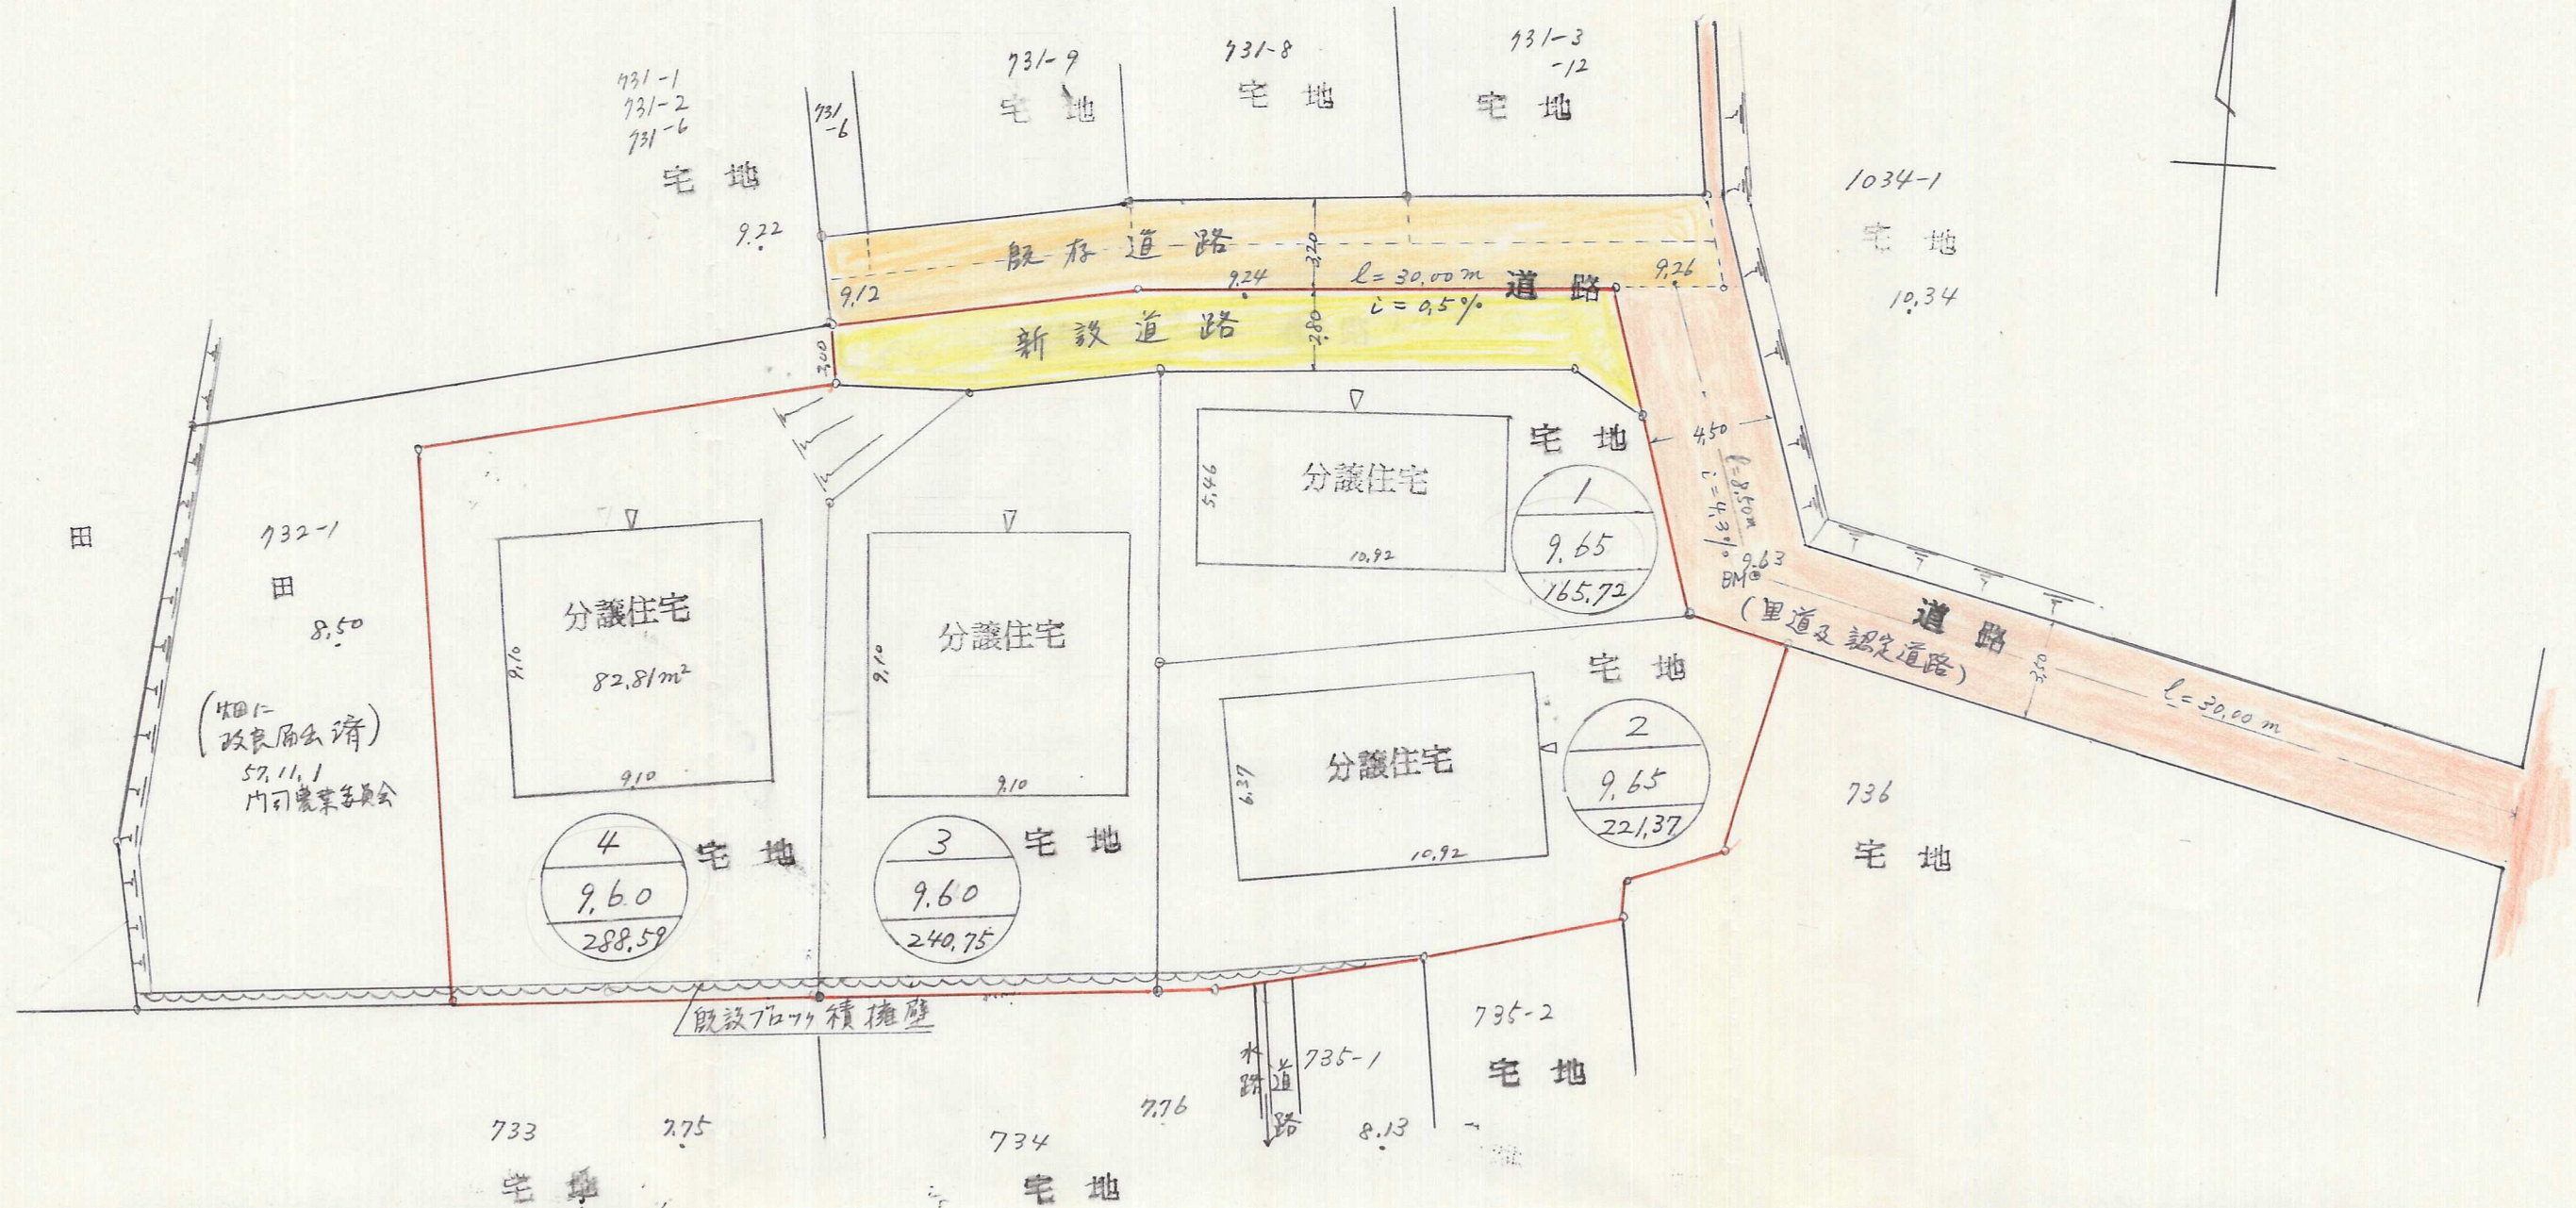 731-1
731-2
731-6
宅地
9.22
731
-6
731-9
宅地
731-8
宅地
731-3
-12
宅地
1034-1
宅地
10.34
既存道路
3.20
9.12
9.24
l=30.00m
i=0.5%
道路
9.26
新設道路
2.80
3.00
4.50
l=8.50m
i=4.3%
9.63
BM
道路
(里道及認定道路)
3.50
l=30.00m
田
732-1
田
8.50
(畑に
改良届出済)
57.11.1
門司農業委員会
分譲住宅
82.81m²
9.10
9.10
4
9.60
288.59
宅地
分譲住宅
9.10
9.10
3
9.60
240.75
宅地
分譲住宅
5.46
10.92
宅地
1
9.65
165.72
分譲住宅
6.37
10.92
宅地
2
9.65
221.37
736
宅地
既設ブロック積擁壁
水路
道路
735-1
8.13
735-2
宅地
733
7.75
宅地
734
7.76
宅地